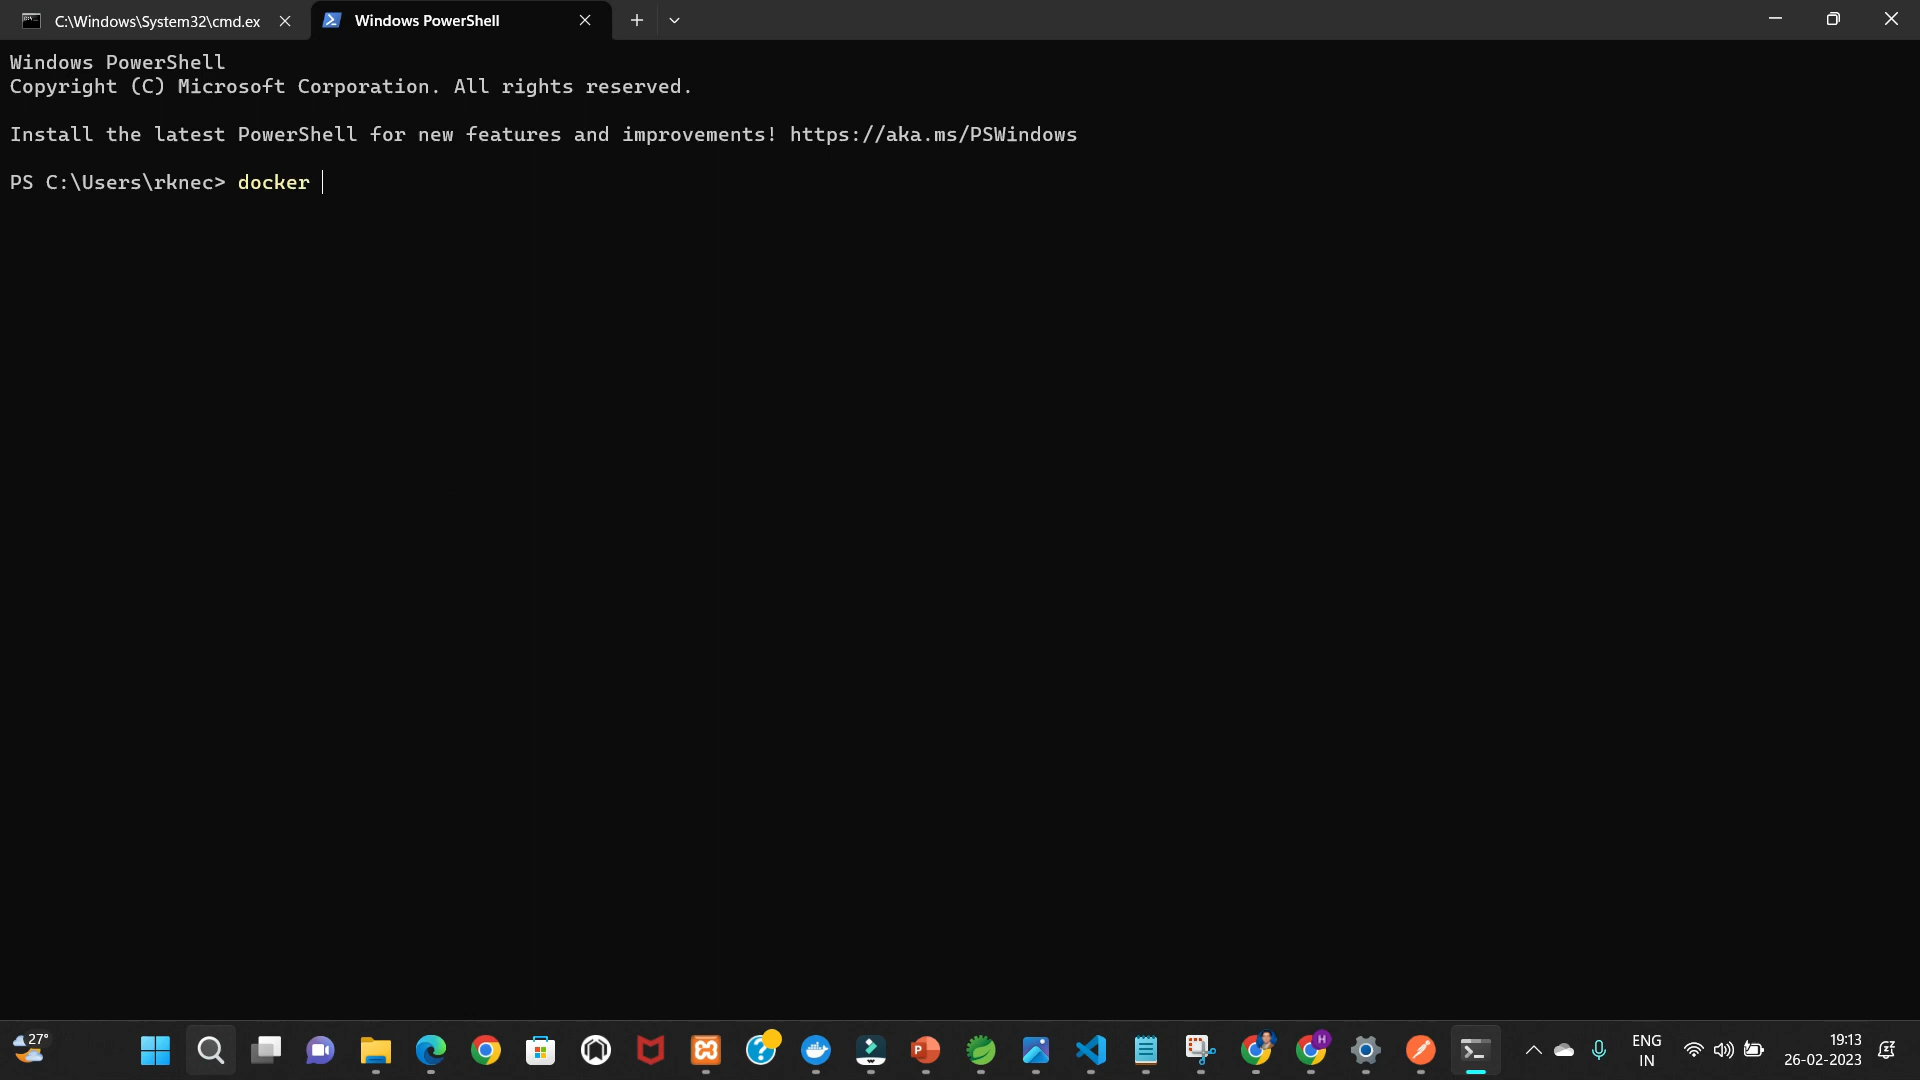 C:\Windows\System32\cmd.ex
Windows PowerShell
Windows PowerShell
Copyright (C) Microsoft Corporation. All rights reserved.
Install the latest PowerShell for new features and improvements! https://aka.ms/PSWindows
PS C:\Users\rknec> docker
27°
H
ENG
IN
19:13
26-02-2023